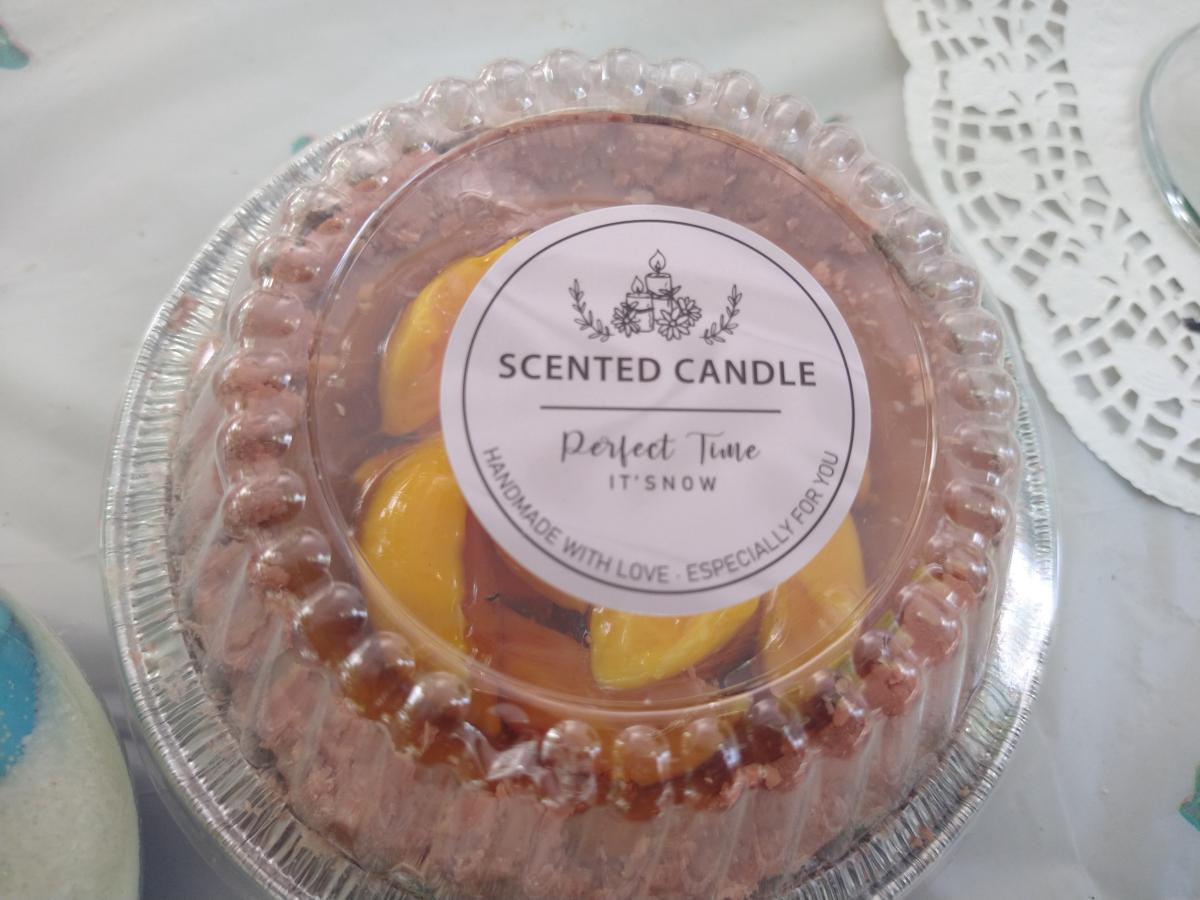 SCENTED CANDLE
Perfect Time
IT'SNOW
HANDMADE WITH LOVE · ESPECIALLY FOR YOU